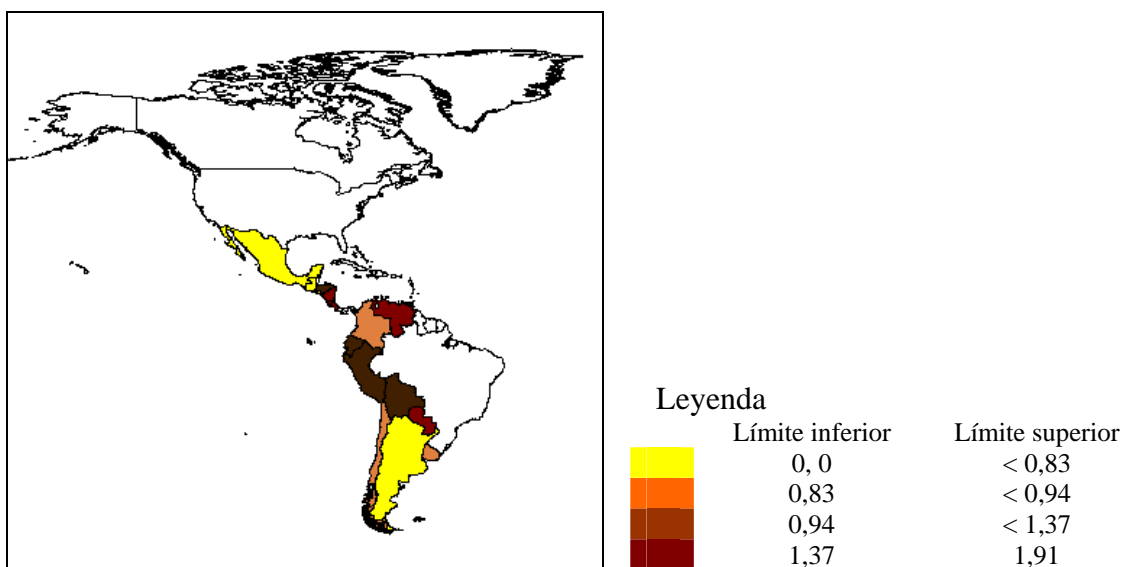 Leyenda
Límite inferior Límite superior
0, 0 < 0,83
0,83 < 0,94
0,94 < 1,37
1,37 1,91